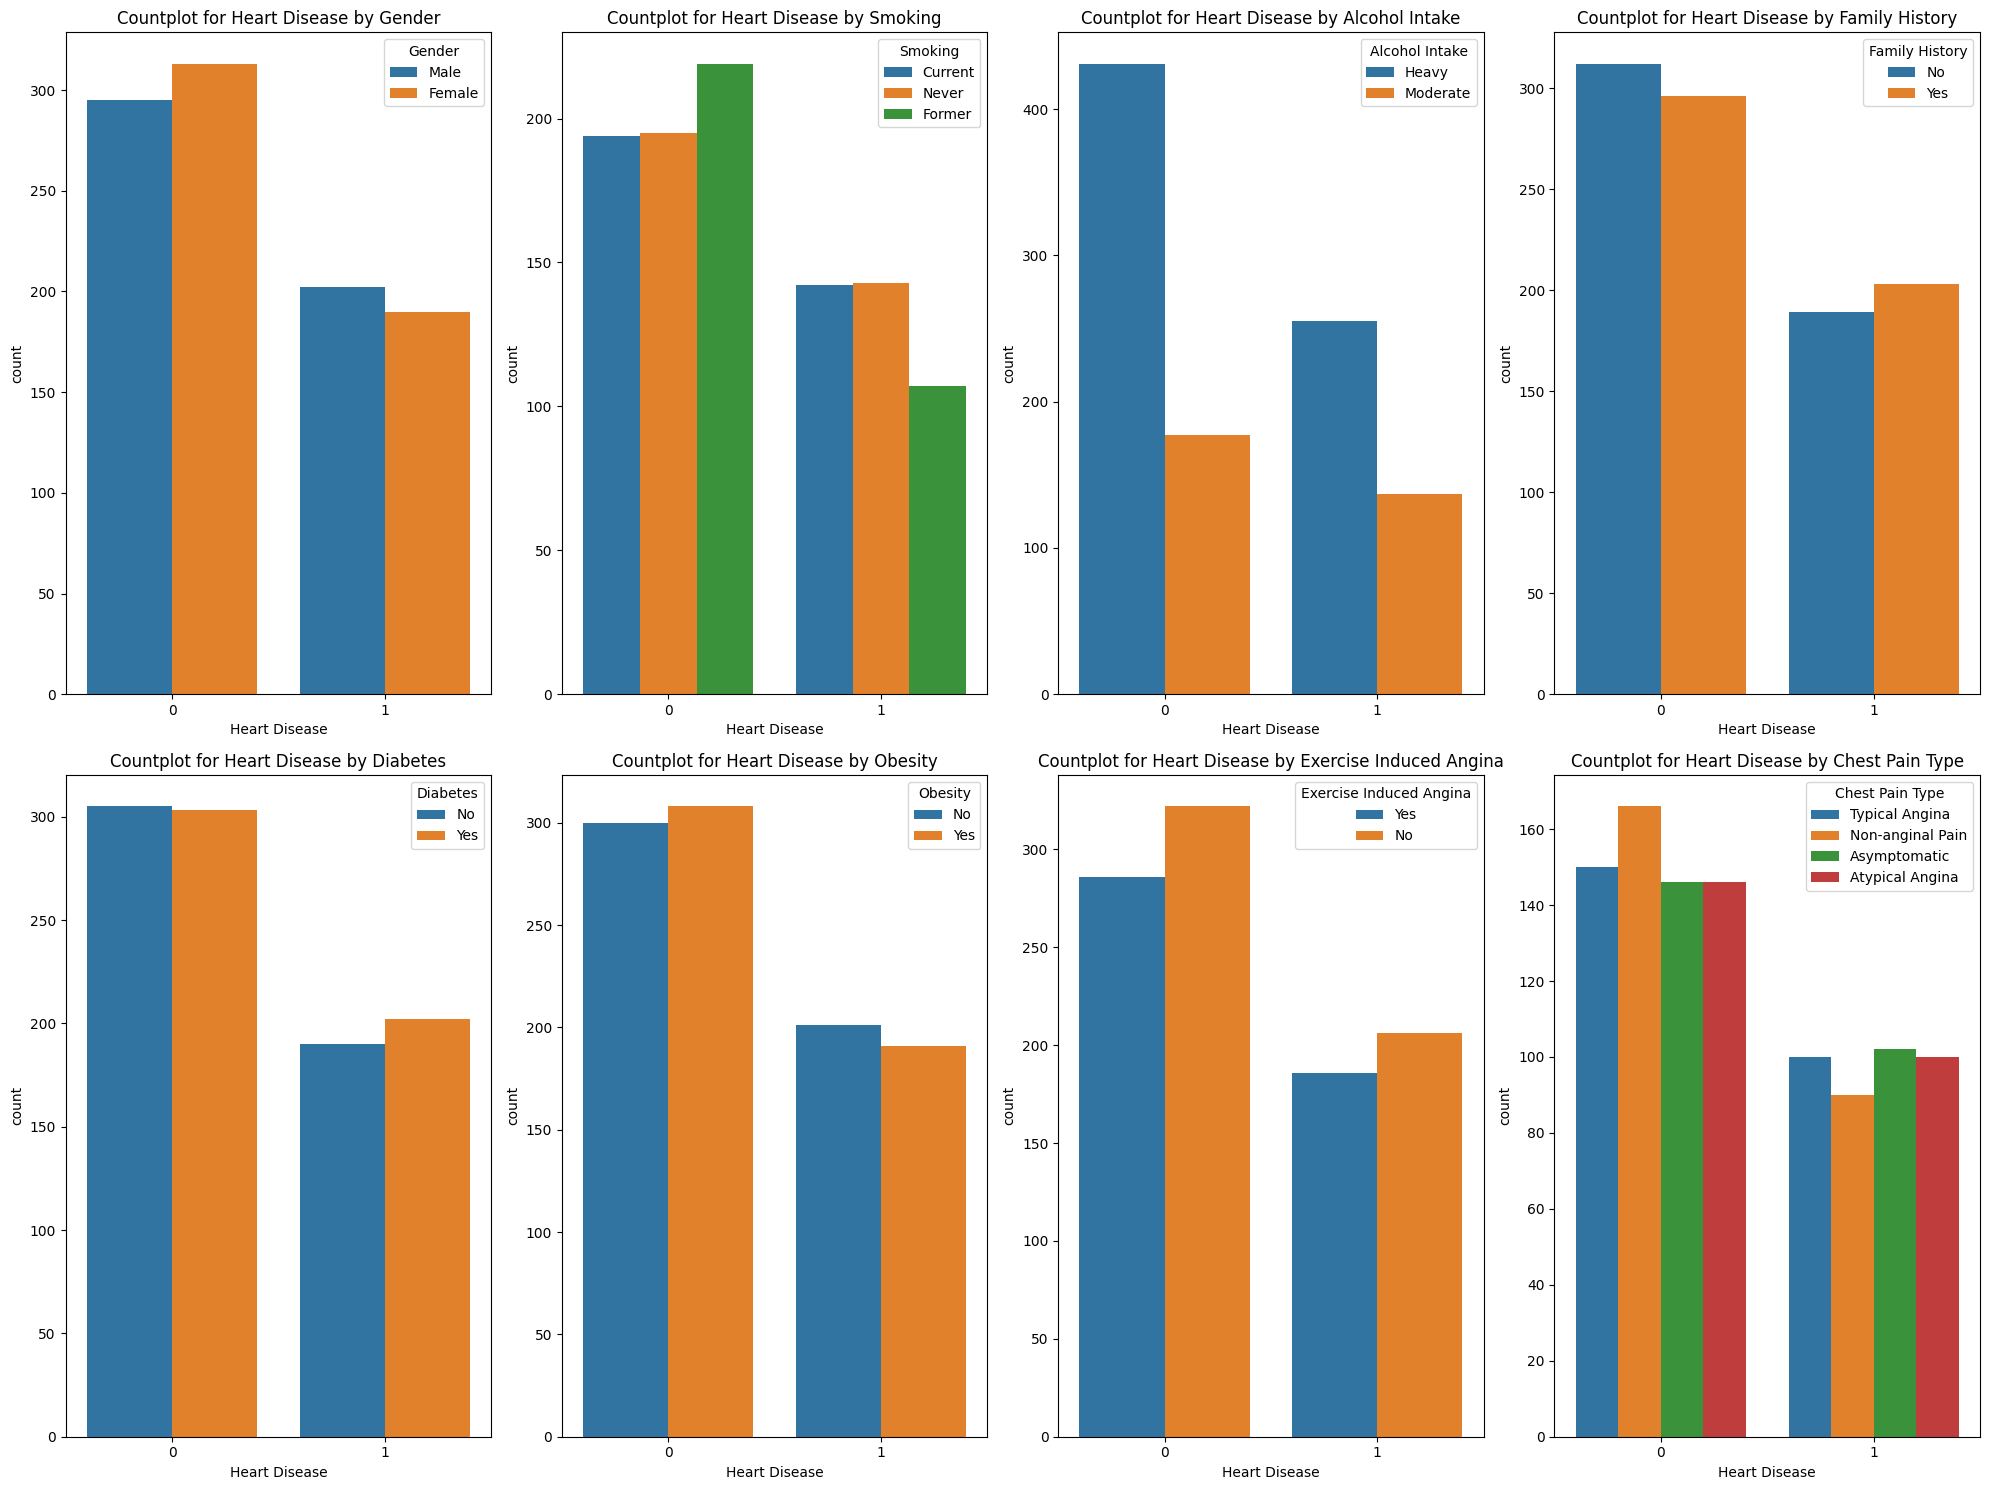 Countplot for Heart Disease by Gender
Gender
Male
Female
300
250
200
150
100
50
0
count
0 1
Heart Disease
Countplot for Heart Disease by Smoking
Smoking
Current
Never
Former
200
150
100
50
0
count
0 1
Heart Disease
Countplot for Heart Disease by Alcohol Intake
Alcohol Intake
Heavy
Moderate
400
300
200
100
0
count
0 1
Heart Disease
Countplot for Heart Disease by Family History
Family History
No
Yes
300
250
200
150
100
50
0
count
0 1
Heart Disease
Countplot for Heart Disease by Diabetes
Diabetes
No
Yes
300
250
200
150
100
50
0
count
0 1
Heart Disease
Countplot for Heart Disease by Obesity
Obesity
No
Yes
300
250
200
150
100
50
0
count
0 1
Heart Disease
Countplot for Heart Disease by Exercise Induced Angina
Exercise Induced Angina
Yes
No
300
250
200
150
100
50
0
count
0 1
Heart Disease
Countplot for Heart Disease by Chest Pain Type
Chest Pain Type
Typical Angina
Non-anginal Pain
Asymptomatic
Atypical Angina
160
140
120
100
80
60
40
20
0
count
0 1
Heart Disease